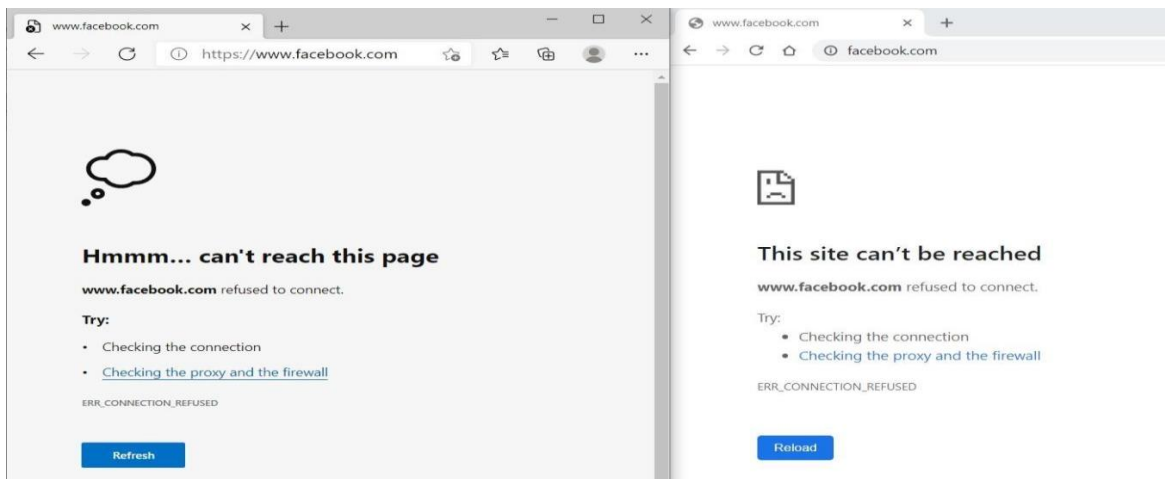 www.facebook.com
https://www.facebook.com
Hmmm... can't reach this page
www.facebook.com refused to connect.
Try:
• Checking the connection
• Checking the proxy and the firewall
ERR_CONNECTION_REFUSED
Refresh
www.facebook.com
facebook.com
This site can’t be reached
www.facebook.com refused to connect.
Try:
• Checking the connection
• Checking the proxy and the firewall
ERR_CONNECTION_REFUSED
Reload